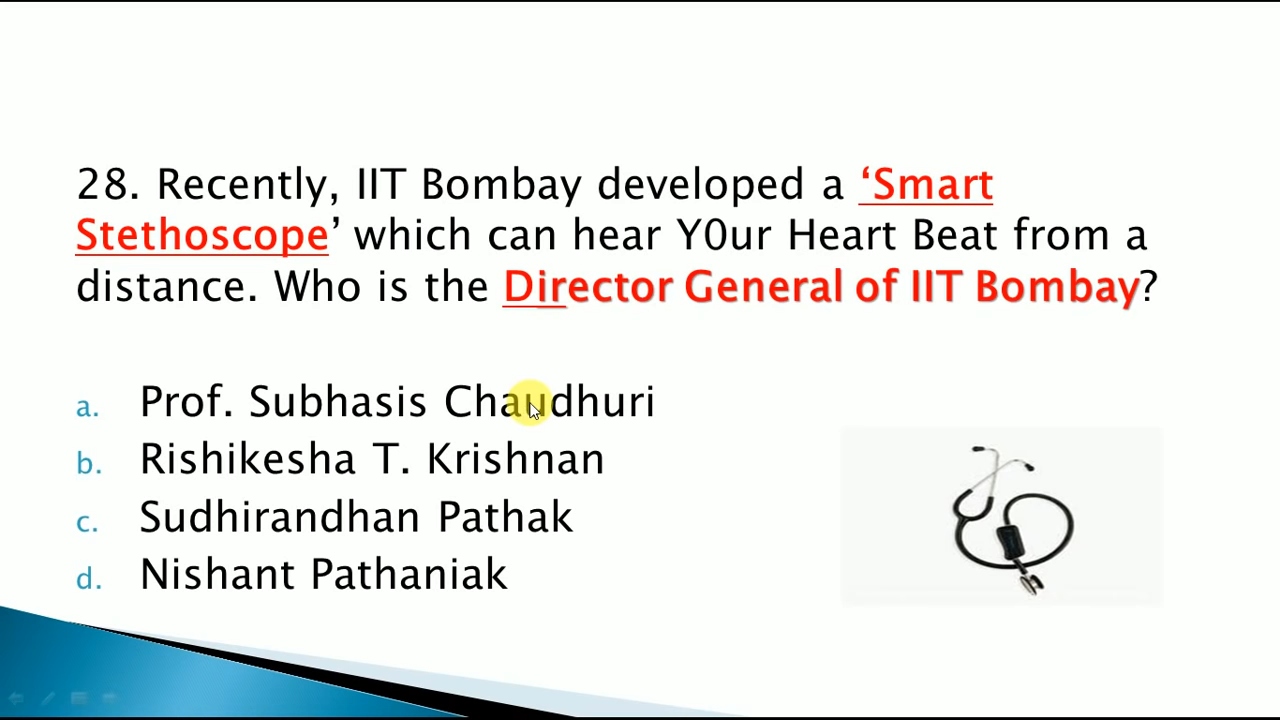 28. Recently, IIT Bombay developed a ‘Smart
Stethoscope’ which can hear Y0ur Heart Beat from a
distance. Who is the Director General of IIT Bombay?
a. Prof. Subhasis Chaudhuri
b. Rishikesha T. Krishnan
c. Sudhirandhan Pathak
d. Nishant Pathaniak